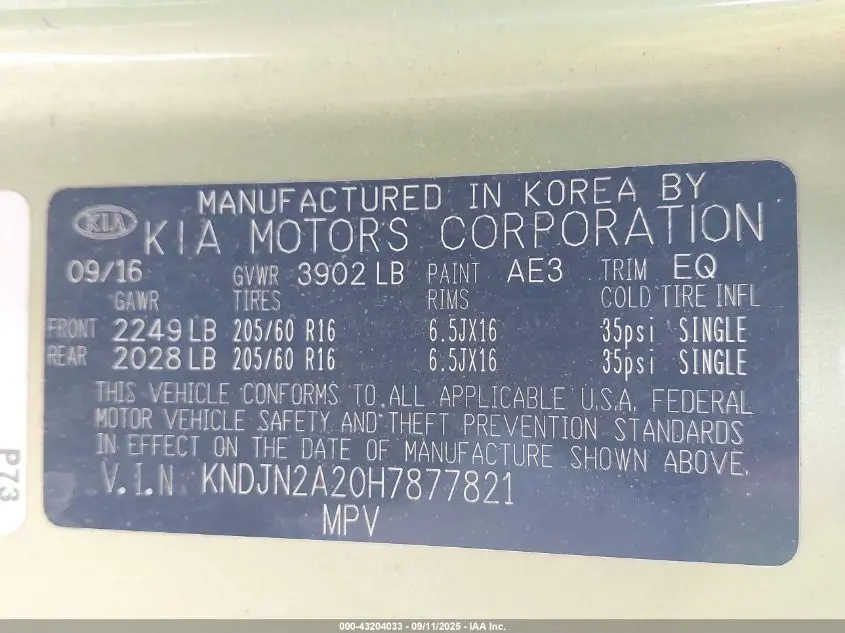 MANUFACTURED IN KOREA BY
KIA
KIA MOTORS CORPORATION
09/16 GVWR 3902 LB PAINT AE3 TRIM EQ
GAWR TIRES RIMS COLD TIRE INFL
FRONT 2249 LB 205/60 R16 6.5JX16 35psi SINGLE
REAR 2028 LB 205/60 R16 6.5JX16 35psi SINGLE
THIS VEHICLE CONFORMS TO ALL APPLICABLE U.S.A. FEDERAL
MOTOR VEHICLE SAFETY AND THEFT PREVENTION STANDARDS
IN EFFECT ON THE DATE OF MANUFACTURE SHOWN ABOVE.
V.I.N KNDJN2A20H7877821
MPV
P73
000-43204033 - 09/11/2025 - IAA Inc.